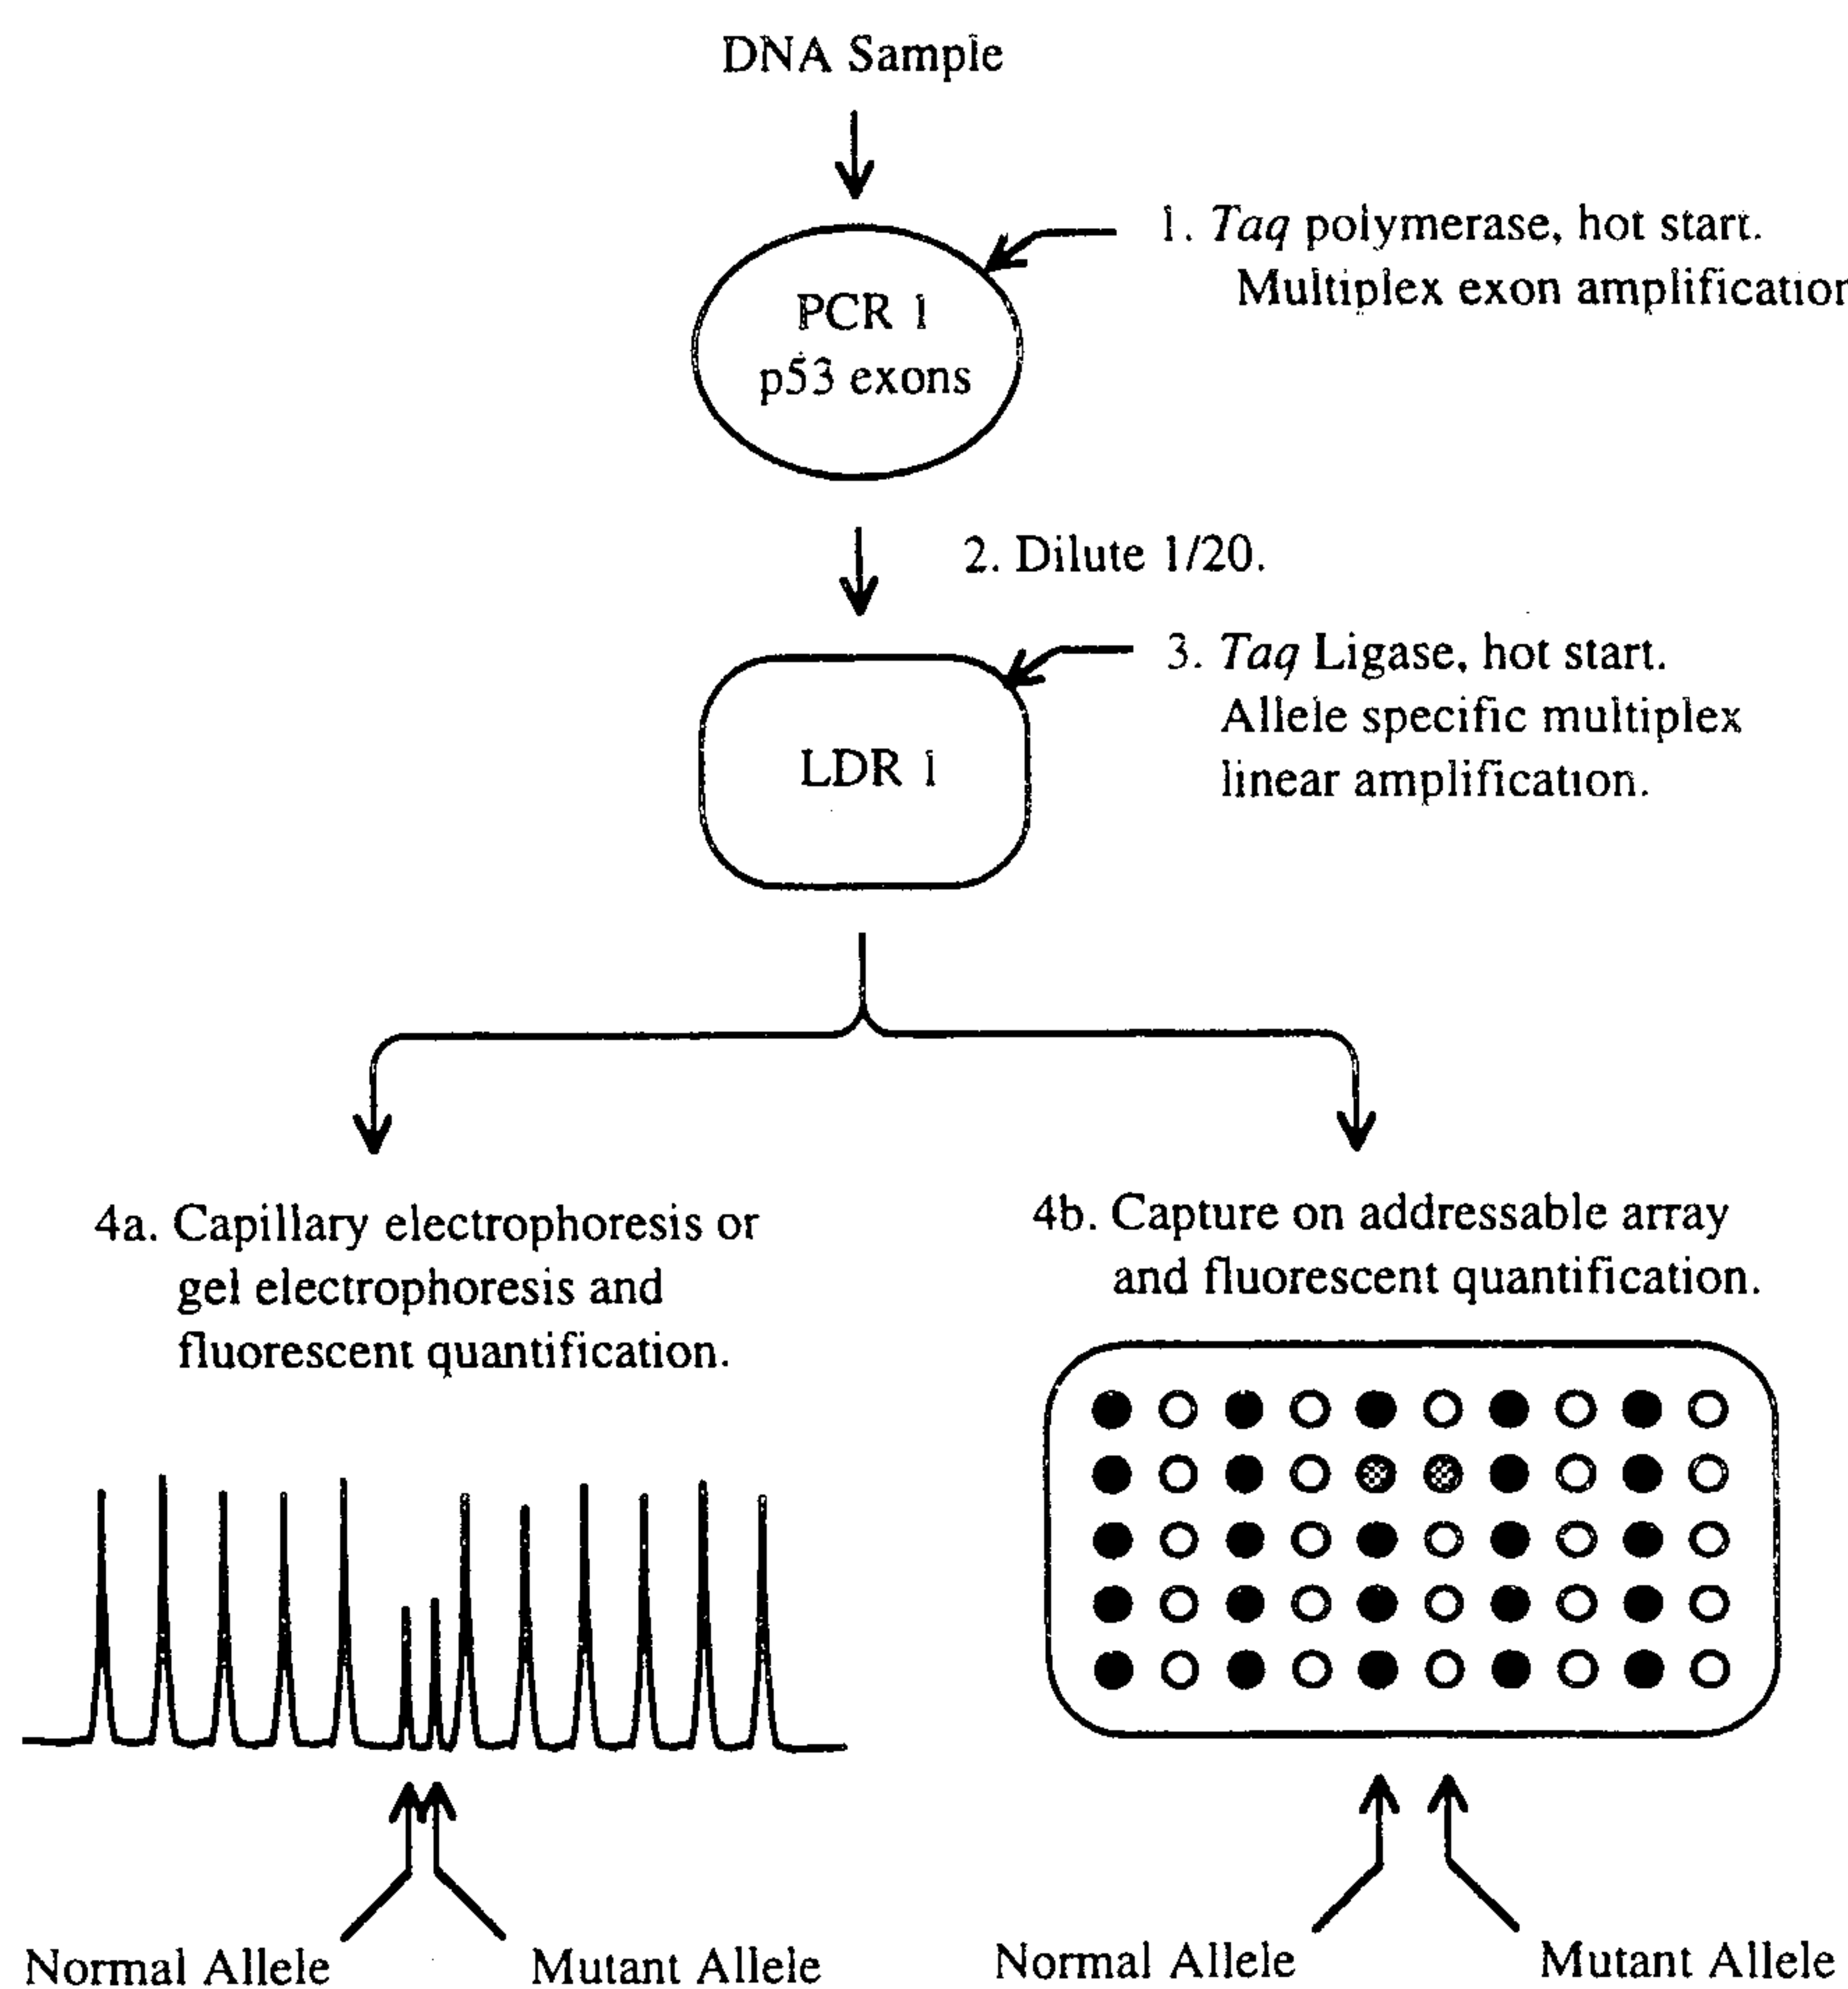 DNA Sample
1. Taq polymerase, hot start.
Multiplex exon amplification
PCR 1
p53 exons
2. Dilute 1/20.
3. Taq Ligase, hot start.
Allele specific multiplex
linear amplification.
LDR 1
4a. Capillary electrophoresis or
gel electrophoresis and
fluorescent quantification.
4b. Capture on addressable array
and fluorescent quantification.
Normal Allele
Mutant Allele
Normal Allele
Mutant Allele